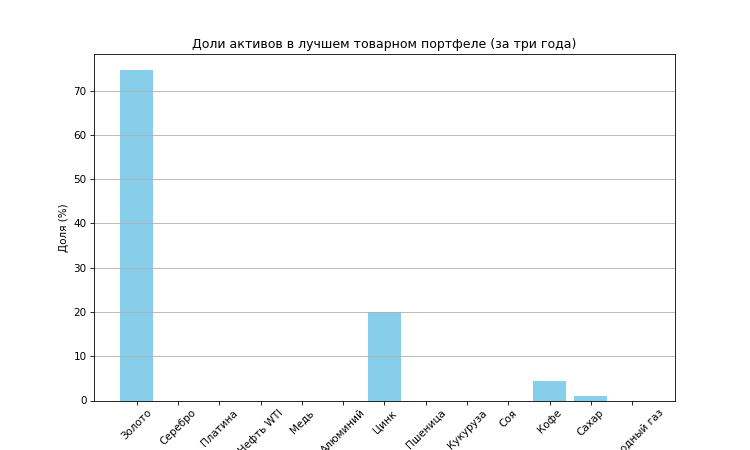 Доли активов в лучшем товарном портфеле (за три года)
Доля (%)
70
60
50
40
30
20
10
0
Золото
Серебро
Платина
Нефть WTI
Медь
Алюминий
Цинк
Пшеница
Кукуруза
Соя
Кофе
Сахар
газ